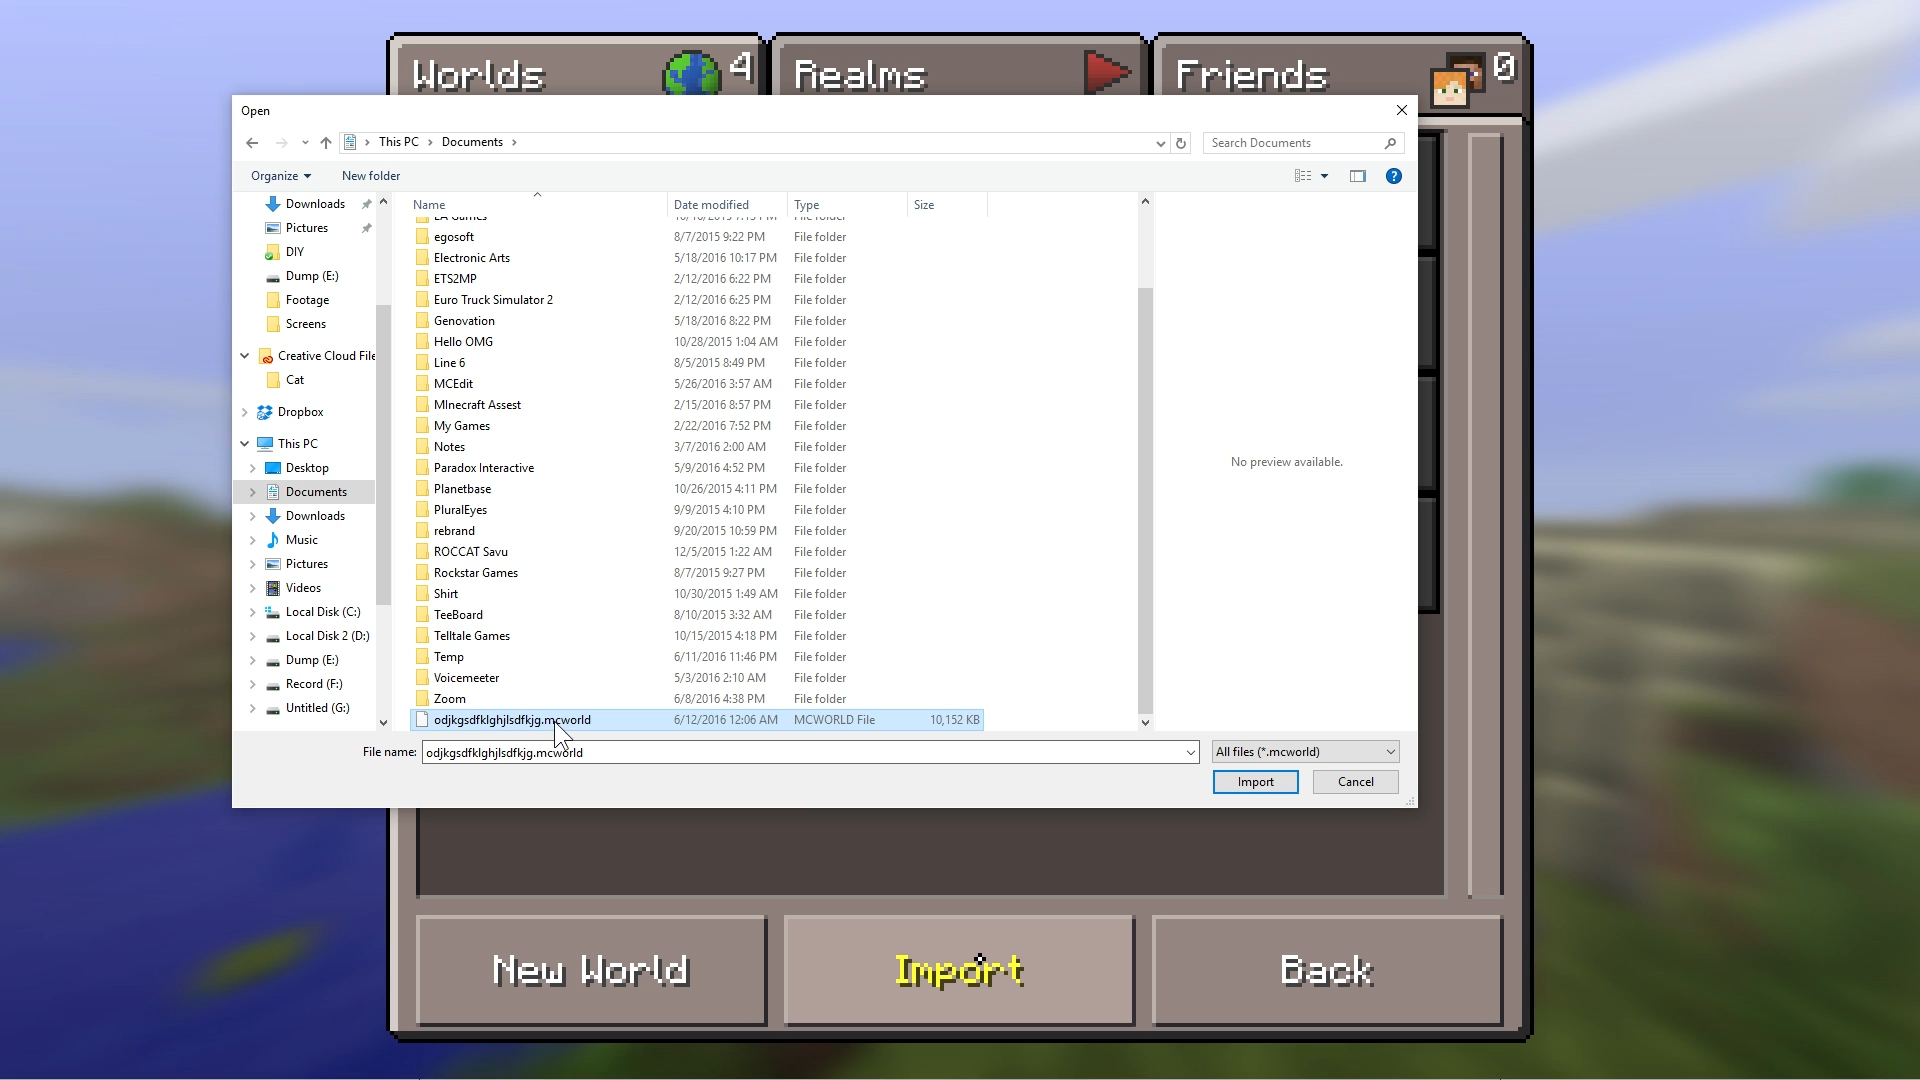 Worlds 4 Realms Friends 0
Open
This PC Documents Search Documents
Organize New folder
Name Date modified Type Size
Downloads
Pictures
DIY
Dump (E:)
Footage
Screens
Creative Cloud File
Cat
Dropbox
This PC
Desktop
Documents
Downloads
Music
Pictures
Videos
Local Disk (C:)
Local Disk 2 (D:)
Dump (E:)
Record (F:)
Untitled (G:)
EA Games 10/10/2015 7:15 PM File folder
egosoft 8/7/2015 9:22 PM File folder
Electronic Arts 5/18/2016 10:17 PM File folder
ETS2MP 2/12/2016 6:22 PM File folder
Euro Truck Simulator 2 2/12/2016 6:25 PM File folder
Genovation 5/18/2016 8:22 PM File folder
Hello OMG 10/28/2015 1:04 AM File folder
Line 6 8/5/2015 8:49 PM File folder
MCEdit 5/26/2016 3:57 AM File folder
MInecraft Assest 2/15/2016 8:57 PM File folder
My Games 2/22/2016 7:52 PM File folder
Notes 3/7/2016 2:00 AM File folder
Paradox Interactive 5/9/2016 4:52 PM File folder
Planetbase 10/26/2015 4:11 PM File folder
PluralEyes 9/9/2015 4:10 PM File folder
rebrand 9/20/2015 10:59 PM File folder
ROCCAT Savu 12/5/2015 1:22 AM File folder
Rockstar Games 8/7/2015 9:27 PM File folder
Shirt 10/30/2015 1:49 AM File folder
TeeBoard 8/10/2015 3:32 AM File folder
Telltale Games 10/15/2015 4:18 PM File folder
Temp 6/11/2016 11:46 PM File folder
Voicemeeter 5/3/2016 2:10 AM File folder
Zoom 6/8/2016 4:38 PM File folder
odjkgsdfklghjlsdfkjg.mcworld 6/12/2016 12:06 AM MCWORLD File 10,152 KB
No preview available.
File name: odjkgsdfklghjlsdfkjg.mcworld All files (*.mcworld)
Import Cancel
New World Import Back